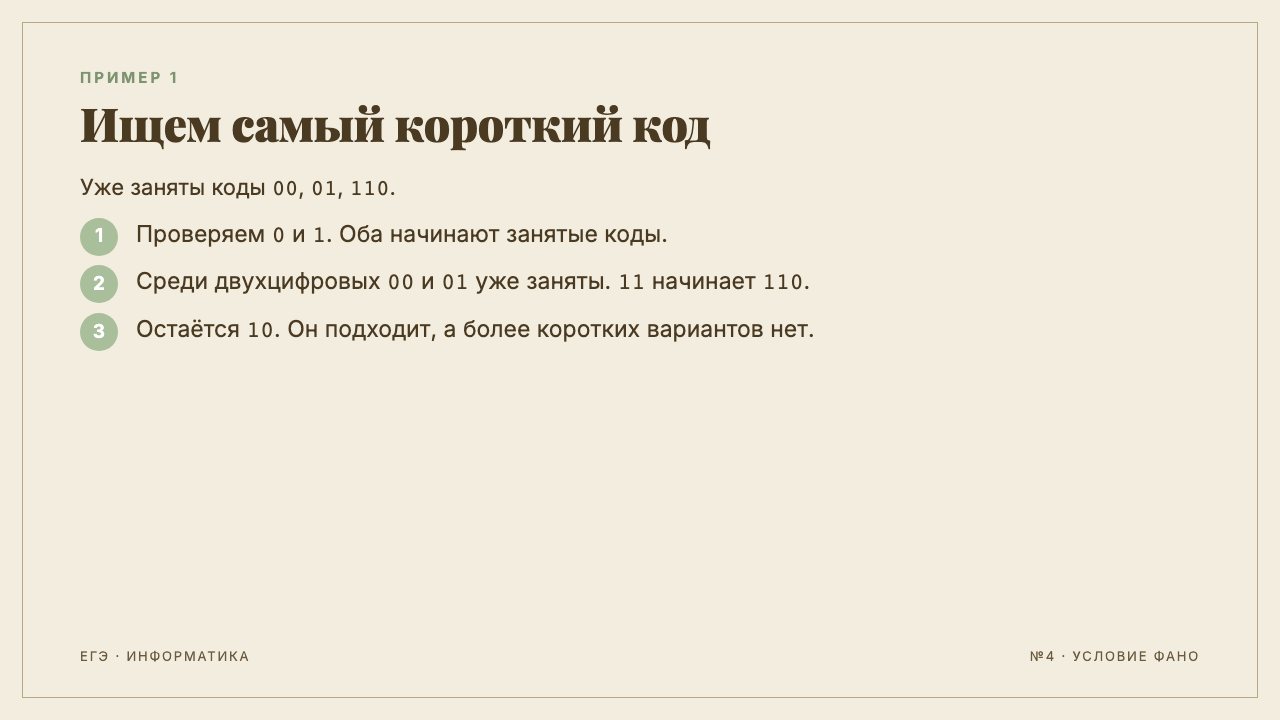 ПРИМЕР 1
Ищем самый короткий код
Уже заняты коды 00, 01, 110.
1 Проверяем 0 и 1. Оба начинают занятые коды.
2 Среди двухцифровых 00 и 01 уже заняты. 11 начинает 110.
3 Остаётся 10. Он подходит, а более коротких вариантов нет.
ЕГЭ · ИНФОРМАТИКА
№4 · УСЛОВИЕ ФАНО